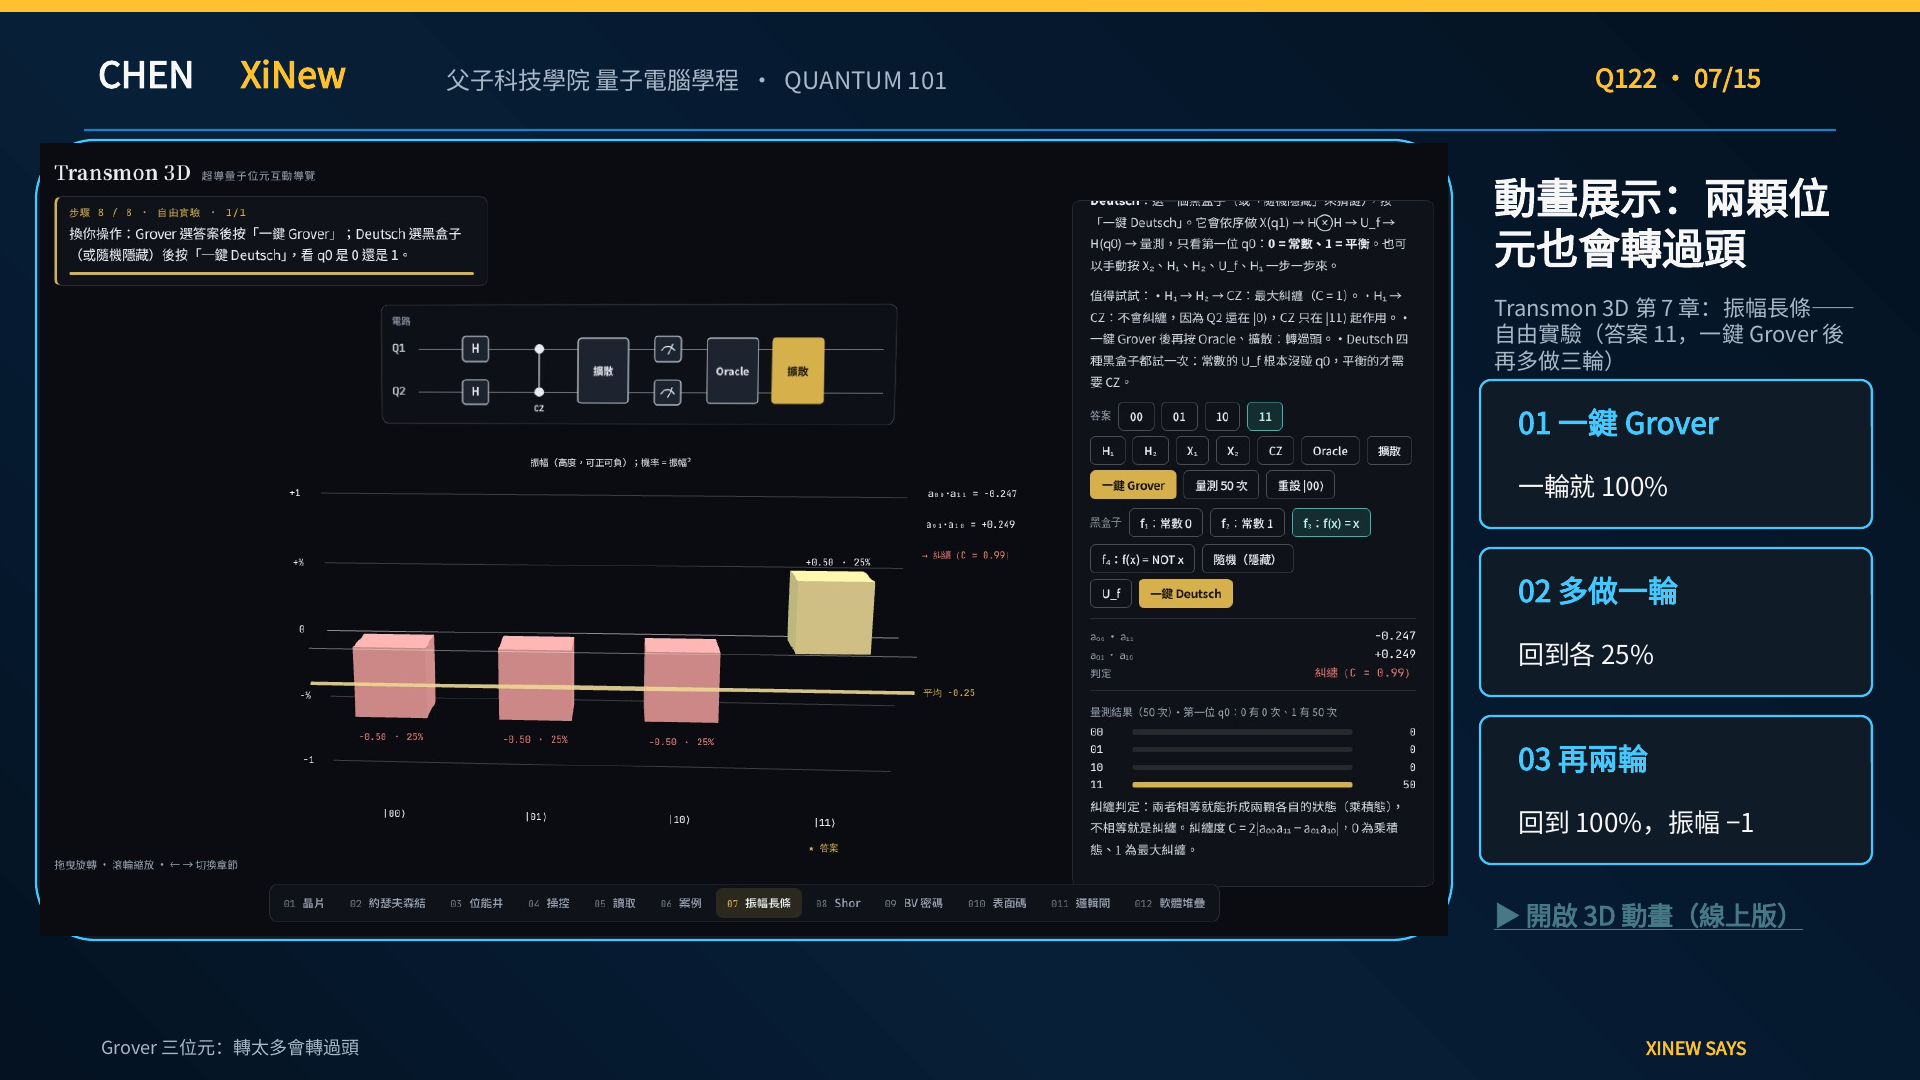 CHEN XiNew 父子科技學院 量子電腦學程 • QUANTUM 101 Q122 • 07/15
Transmon 3D 超導量子位元互動導覽
步驟 8 / 8 · 自由實驗 · 1/1
換你操作：Grover 選答案後按「一鍵 Grover」；Deutsch 選黑盒子
（或隨機隱藏）後按「一鍵 Deutsch」，看 q0 是 0 還是 1。
電路
Q1 H
擴散 Oracle 擴散
Q2 H
CZ
振幅（高度，可正可負）；機率 = 振幅²
+1
+½
0
-½
-1
a₀₀·a₁₁ = -0.247
a₀₁·a₁₀ = +0.249
→ 糾纏 (C = 0.99)
+0.50 · 25%
平均 -0.25
-0.50 · 25% -0.50 · 25% -0.50 · 25%
|00⟩ |01⟩ |10⟩ |11⟩
★ 答案
拖曳旋轉 · 滾輪縮放 · ←→ 切換章節
「一鍵 Deutsch」。它會依序做 X(q1) → H⊗H → U_f →
H(q0) → 量測，只看第一位 q0：0 = 常數、1 = 平衡。也可
以手動按 X₂、H₁、H₂、U_f、H₁ 一步一步來。
值得試試：• H₁ → H₂ → CZ：最大糾纏（C = 1）。• H₁ →
CZ：不會糾纏，因為 Q2 還在 |0⟩，CZ 只在 |11⟩ 起作用。•
一鍵 Grover 後再按 Oracle、擴散：轉過頭。• Deutsch 四
種黑盒子都試一次：常數的 U_f 根本沒碰 q0，平衡的才需
要 CZ。
答案 00 01 10 11
H₁ H₂ X₁ X₂ CZ Oracle 擴散
一鍵 Grover 量測 50 次 重設 |00⟩
黑盒子 f₁：常數 0 f₂：常數 1 f₃：f(x) = x
f₄：f(x) = NOT x 隨機（隱藏）
U_f 一鍵 Deutsch
a₀₀ · a₁₁ -0.247
a₀₁ · a₁₀ +0.249
判定 糾纏 (C = 0.99)
量測結果（50 次）· 第一位 q0：0 有 0 次、1 有 50 次
00 0
01 0
10 0
11 50
糾纏判定：兩者相等就能拆成兩顆各自的狀態（乘積態），
不相等就是糾纏。糾纏度 C = 2|a₀₀a₁₁ − a₀₁a₁₀|，0 為乘積
態、1 為最大糾纏。
01 晶片 02 約瑟夫森結 03 位能井 04 操控 05 讀取 06 案例 07 振幅長條 08 Shor 09 BV 密碼 010 表面碼 011 邏輯閘 012 軟體堆疊
動畫展示：兩顆位
元也會轉過頭
Transmon 3D 第 7 章：振幅長條——
自由實驗（答案 11，一鍵 Grover 後
再多做三輪）
01 一鍵 Grover
一輪就 100%
02 多做一輪
回到各 25%
03 再兩輪
回到 100%，振幅 −1
▶ 開啟 3D 動畫（線上版）
Grover 三位元：轉太多會轉過頭
XINEW SAYS